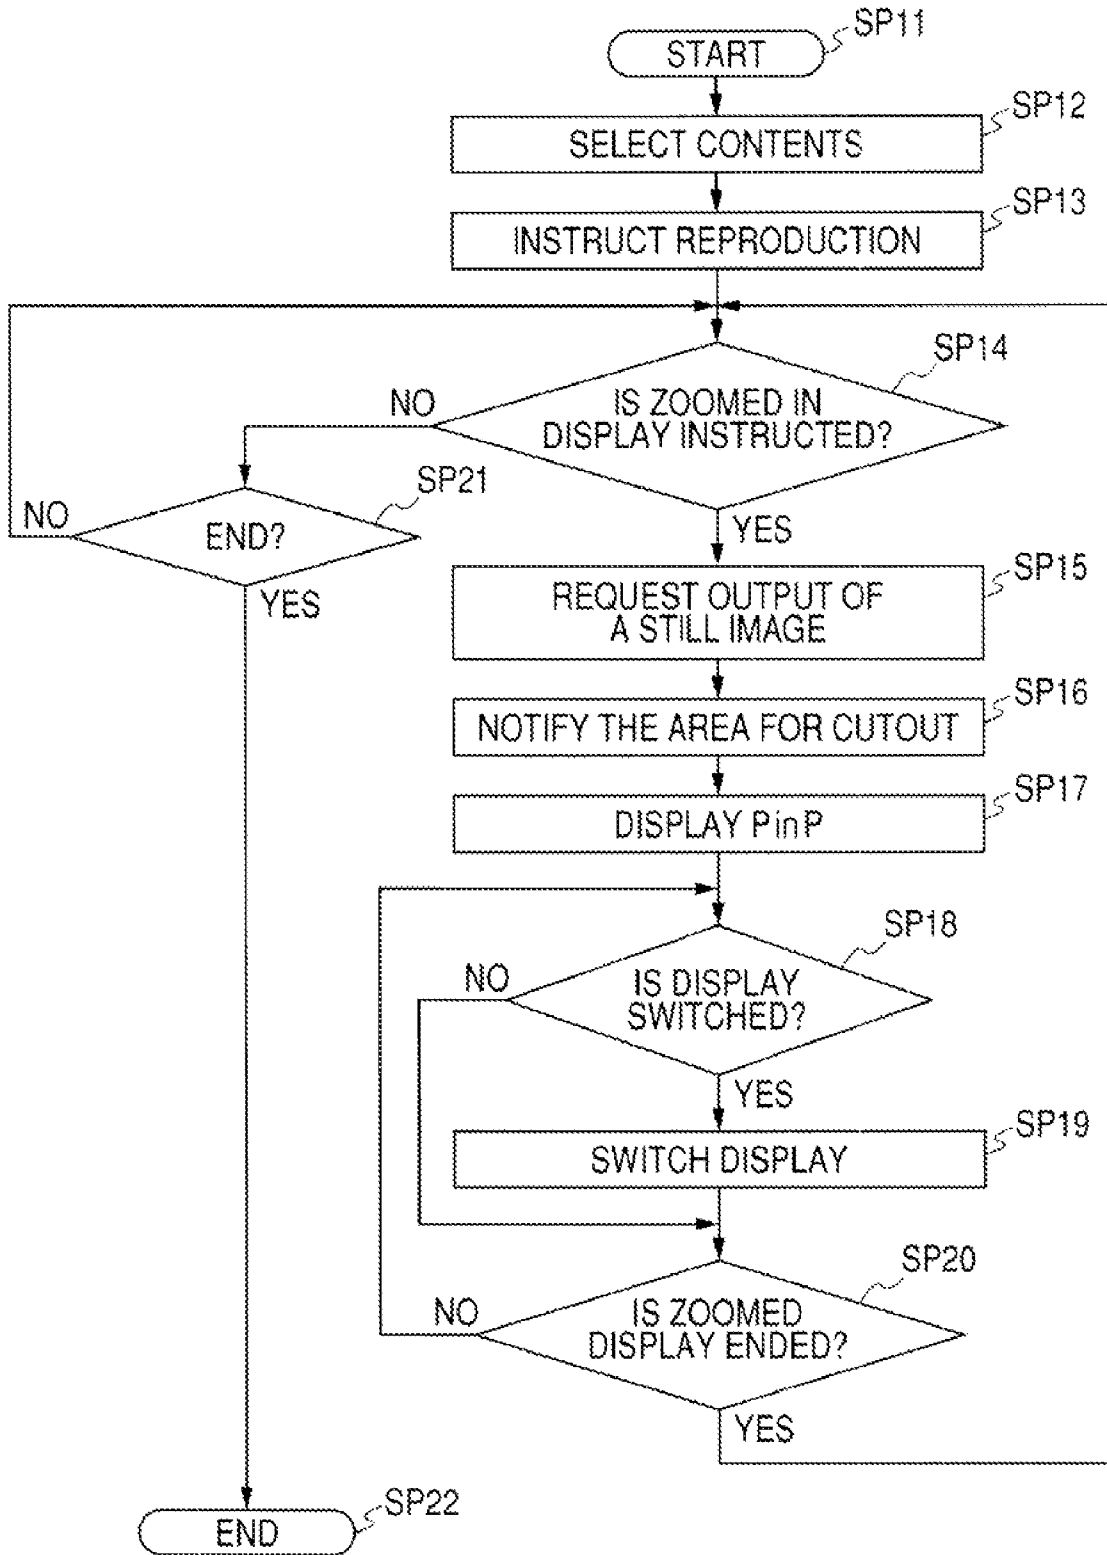 START
SP11
SELECT CONTENTS
SP12
INSTRUCT REPRODUCTION
SP13
IS ZOOMED IN
DISPLAY INSTRUCTED?
SP14
NO
YES
END?
SP21
NO
YES
REQUEST OUTPUT OF
A STILL IMAGE
SP15
NOTIFY THE AREA FOR CUTOUT
SP16
DISPLAY PinP
SP17
IS DISPLAY
SWITCHED?
SP18
NO
YES
SWITCH DISPLAY
SP19
IS ZOOMED
DISPLAY ENDED?
SP20
NO
YES
END
SP22